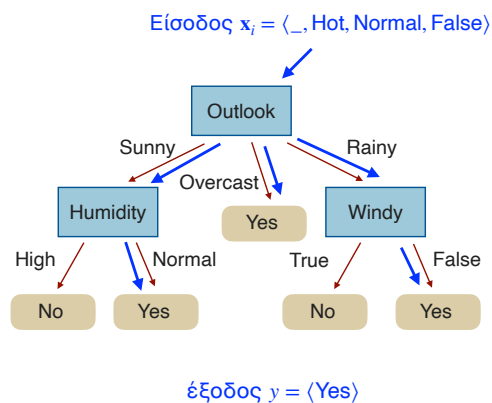 Είσοδος xᵢ = ⟨_, Hot, Normal, False⟩
Outlook
Sunny
Overcast
Rainy
Humidity
Yes
Windy
High
Normal
True
False
No
Yes
No
Yes
έξοδος y = ⟨Yes⟩